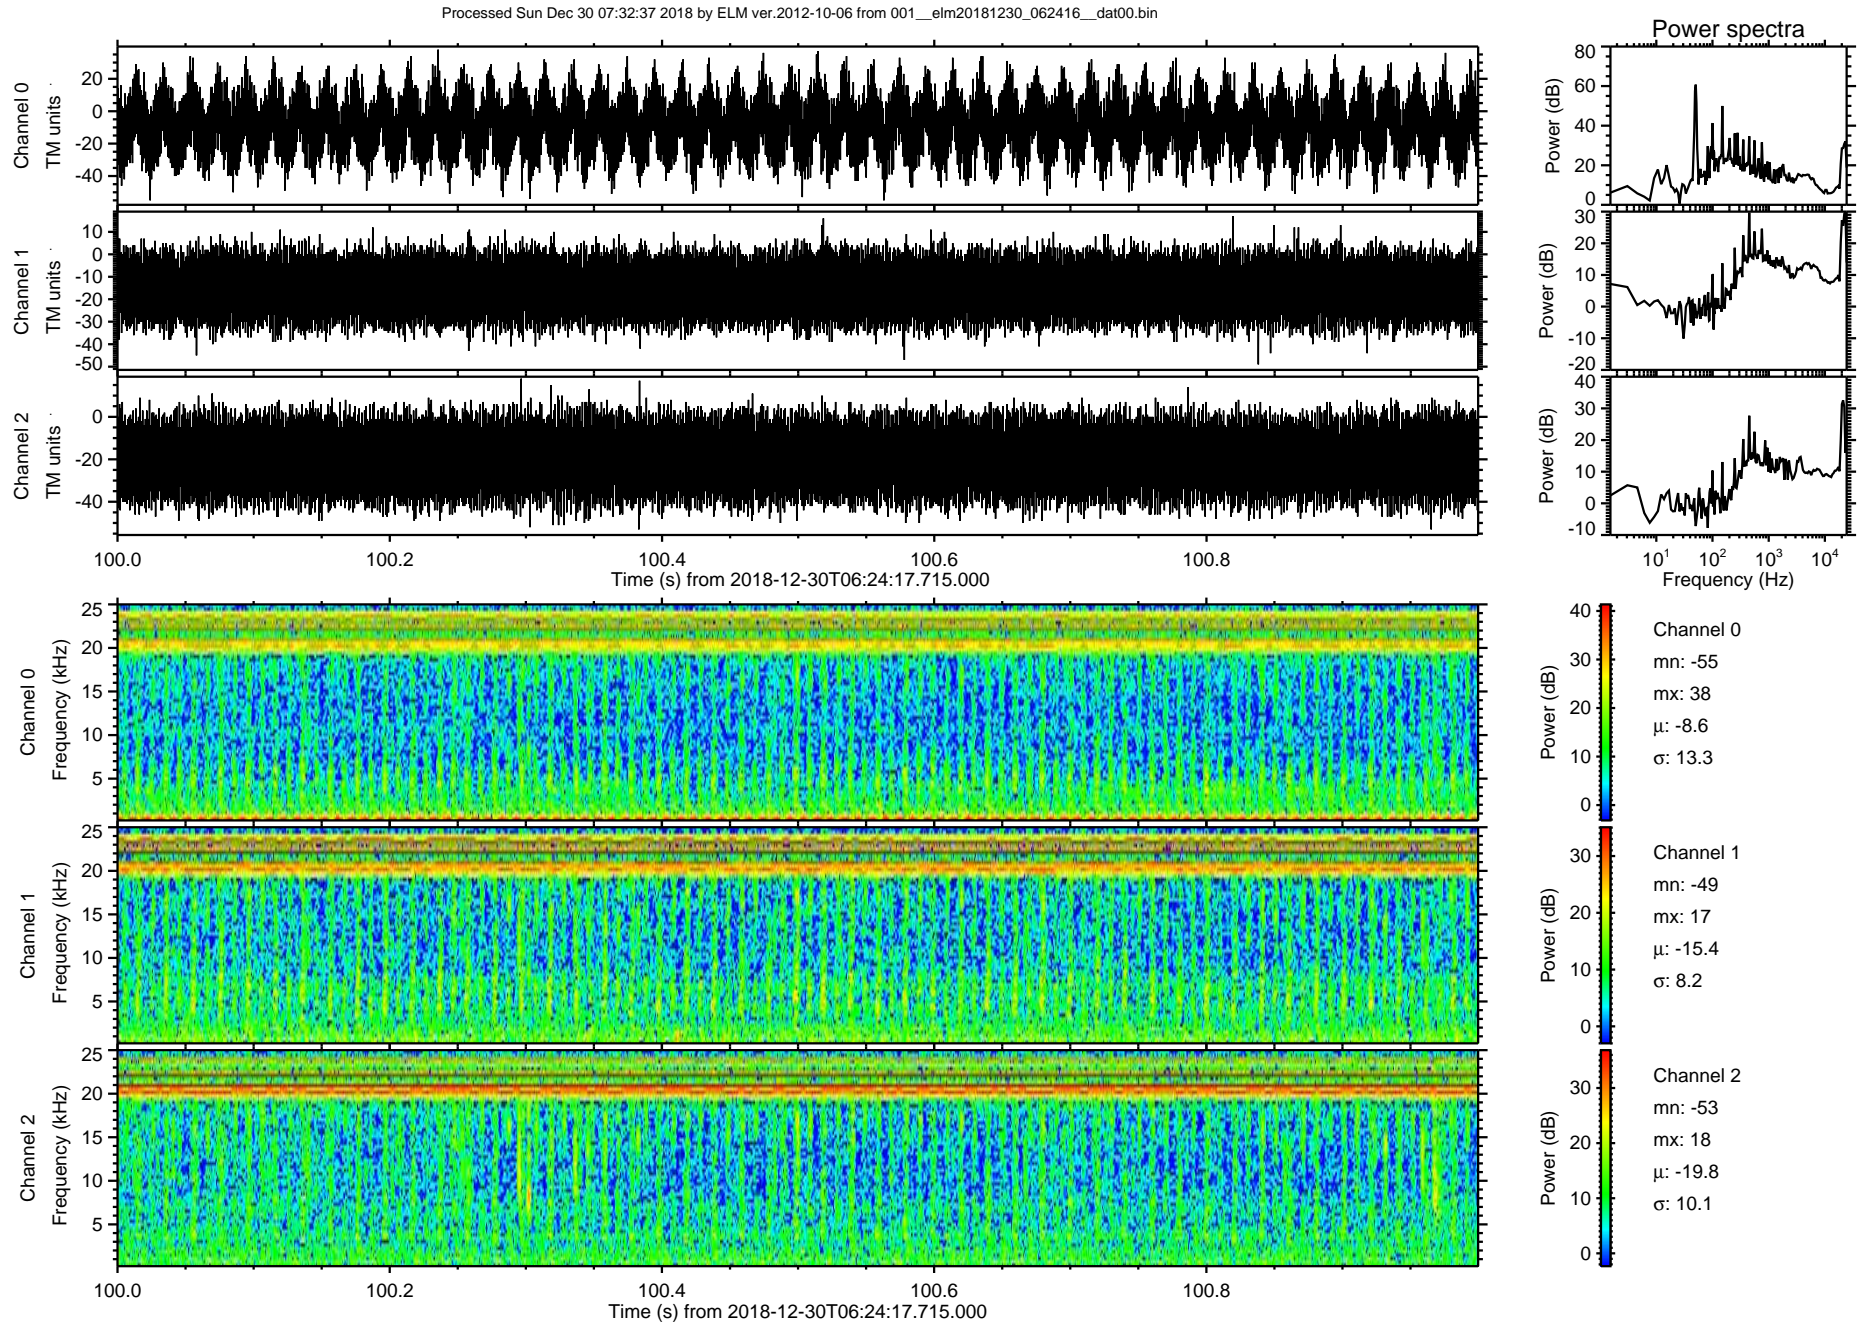 Processed Sun Dec 30 07:32:37 2018 by ELM ver.2012-10-06 from 001__elm20181230_062416__dat00.bin
Power spectra
Channel 0
TM units
20
0
-20
-40
Power (dB)
80
60
40
20
0
Channel 1
TM units
10
0
-10
-20
-30
-40
-50
Power (dB)
30
20
10
0
-10
-20
Channel 2
TM units
0
-20
-40
Power (dB)
40
30
20
10
0
-10
100.0 100.2 100.4 100.6 100.8
Time (s) from 2018-12-30T06:24:17.715.000
10^1 10^2 10^3 10^4
Frequency (Hz)
Channel 0
Frequency (kHz)
25
20
15
10
5
Power (dB)
40
30
20
10
0
Channel 0
mn: -55
mx: 38
μ: -8.6
σ: 13.3
Channel 1
Frequency (kHz)
25
20
15
10
5
Power (dB)
30
20
10
0
Channel 1
mn: -49
mx: 17
μ: -15.4
σ: 8.2
Channel 2
Frequency (kHz)
25
20
15
10
5
Power (dB)
30
20
10
0
Channel 2
mn: -53
mx: 18
μ: -19.8
σ: 10.1
100.0 100.2 100.4 100.6 100.8
Time (s) from 2018-12-30T06:24:17.715.000